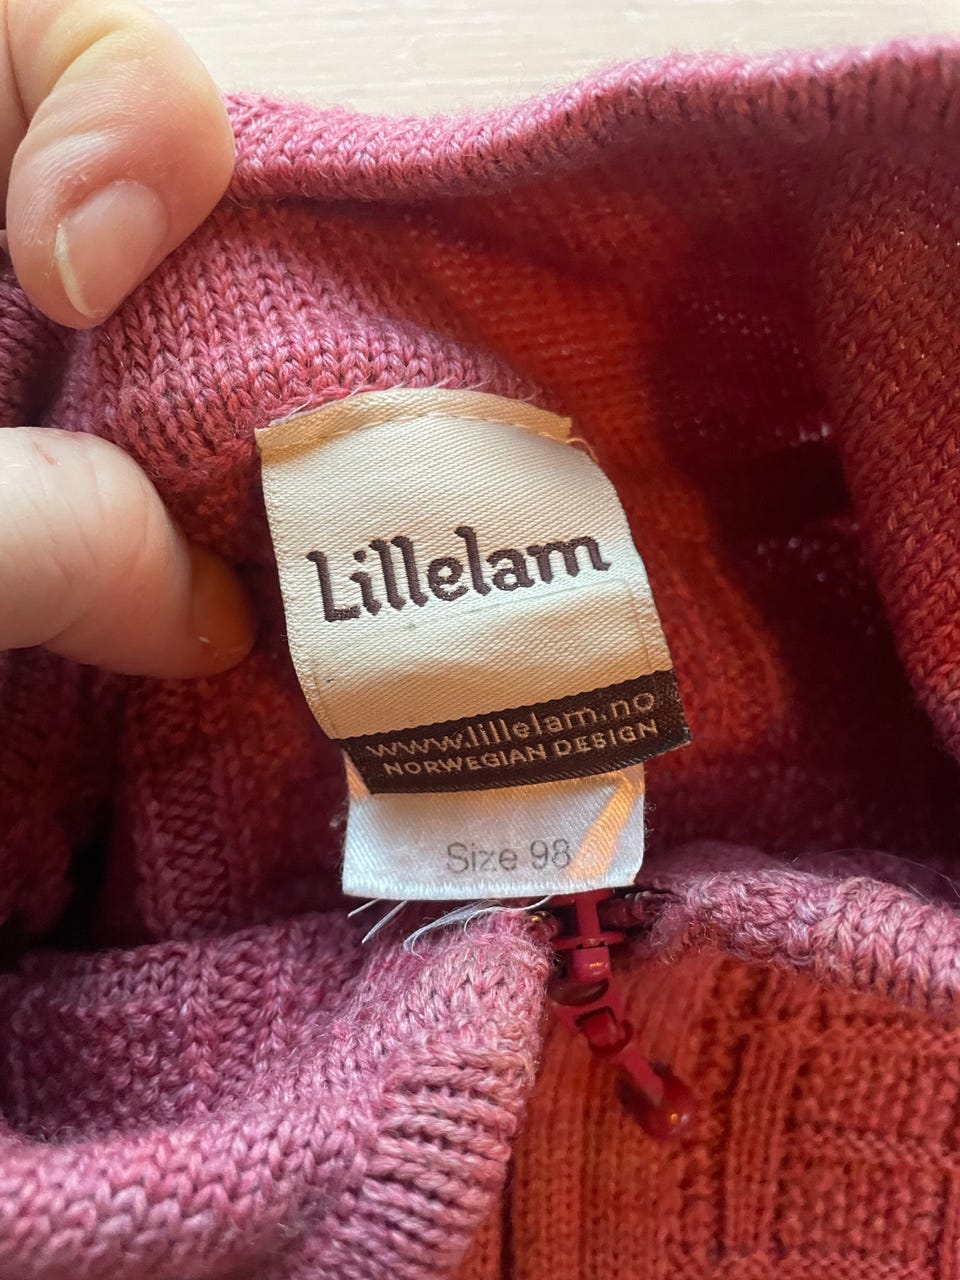 Lillelam
www.lillelam.no
NORWEGIAN DESIGN
Size 98